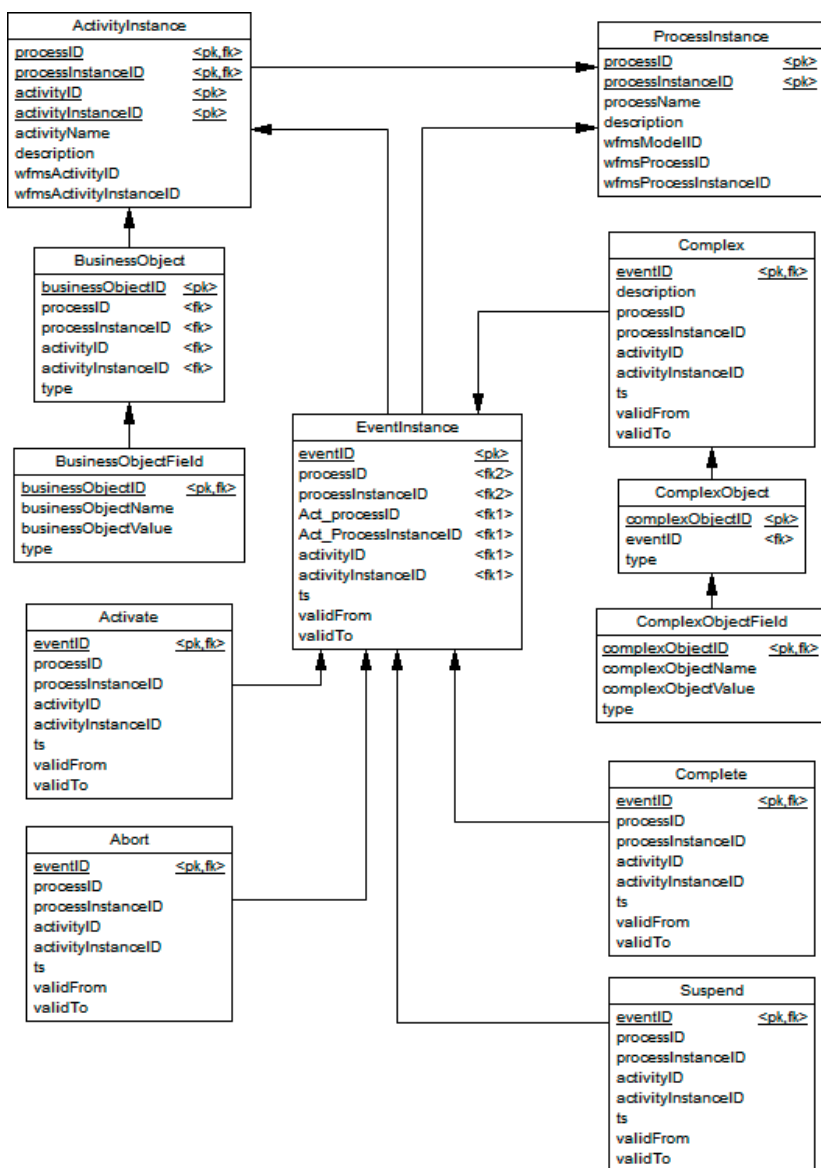 ActivityInstance
processID <pk,fk>
processInstanceID <pk,fk>
activityID <pk>
activityInstanceID <pk>
activityName
description
wfmsActivityID
wfmsActivityInstanceID
ProcessInstance
processID <pk>
processInstanceID <pk>
processName
description
wfmsModelID
wfmsProcessID
wfmsProcessInstanceID
BusinessObject
businessObjectID <pk>
processID <fk>
processInstanceID <fk>
activityID <fk>
activityInstanceID <fk>
type
Complex
eventID <pk,fk>
description
processID
processInstanceID
activityID
activityInstanceID
ts
validFrom
validTo
BusinessObjectField
businessObjectID <pk,fk>
businessObjectName
businessObjectValue
type
EventInstance
eventID <pk>
processID <fk2>
processInstanceID <fk2>
Act_processID <fk1>
Act_ProcessInstanceID <fk1>
activityID <fk1>
activityInstanceID <fk1>
ts
validFrom
validTo
ComplexObject
complexObjectID <pk>
eventID <fk>
type
ComplexObjectField
complexObjectID <pk,fk>
complexObjectName
complexObjectValue
type
Activate
eventID <pk,fk>
processID
processInstanceID
activityID
activityInstanceID
ts
validFrom
validTo
Complete
eventID <pk,fk>
processID
processInstanceID
activityID
activityInstanceID
ts
validFrom
validTo
Abort
eventID <pk,fk>
processID
processInstanceID
activityID
activityInstanceID
ts
validFrom
validTo
Suspend
eventID <pk,fk>
processID
processInstanceID
activityID
activityInstanceID
ts
validFrom
validTo